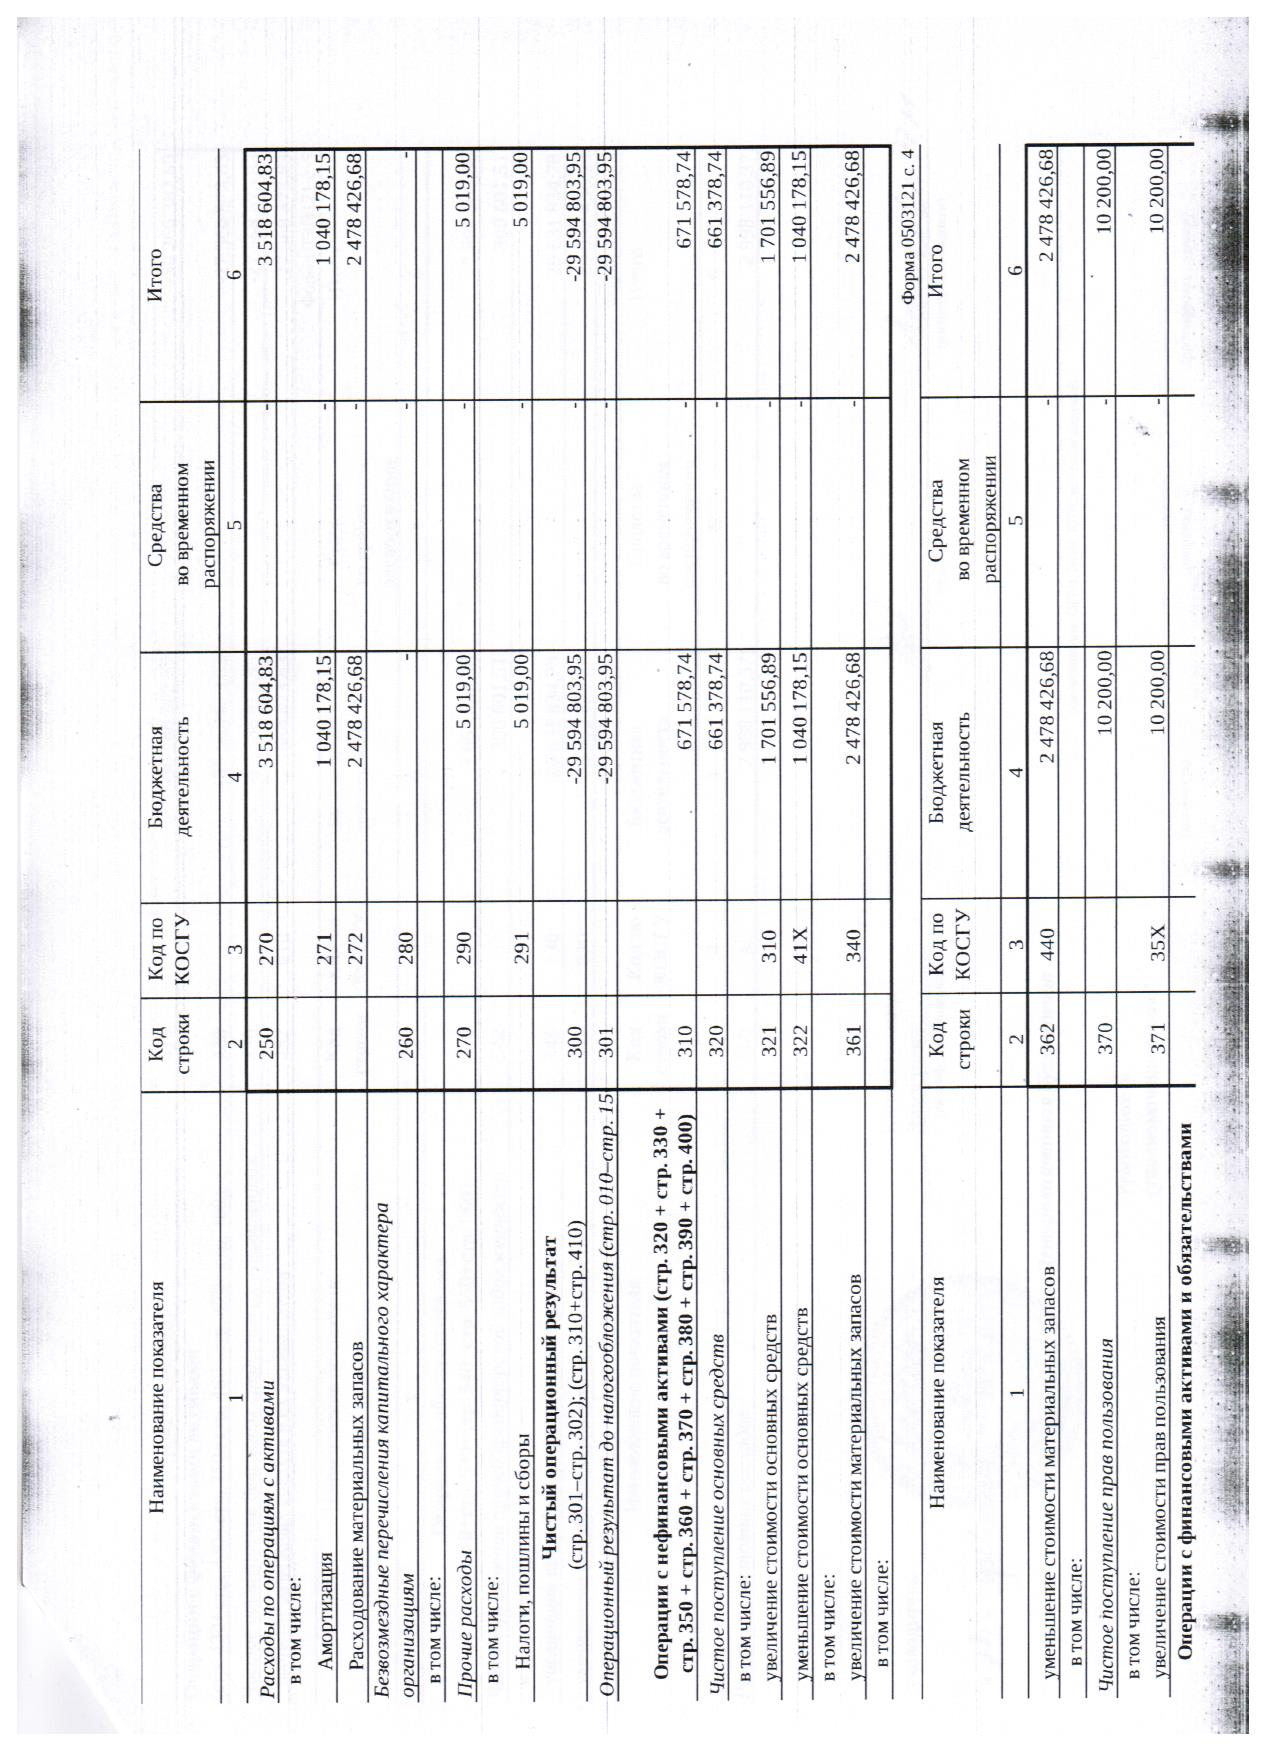 Наименование показателя Код строки Код по КОСГУ Бюджетная деятельность Средства во временном распоряжении Итого
1 2 3 4 5 6
Расходы по операциям с активами 250 270 3 518 604,83 - 3 518 604,83
в том числе:
Амортизация 271 1 040 178,15 - 1 040 178,15
Расходование материальных запасов 272 2 478 426,68 - 2 478 426,68
Безвозмездные перечисления капитального характера
организациям 260 280 - - -
в том числе:
Прочие расходы 270 290 5 019,00 - 5 019,00
в том числе:
Налоги, пошлины и сборы 291 5 019,00 - 5 019,00
Чистый операционный результат
(стр. 301–стр. 302); (стр. 310+стр. 410) 300 -29 594 803,95 - -29 594 803,95
Операционный результат до налогообложения (стр. 010–стр. 15 301 -29 594 803,95 - -29 594 803,95
Операции с нефинансовыми активами (стр. 320 + стр. 330 +
стр. 350 + стр. 360 + стр. 370 + стр. 380 + стр. 390 + стр. 400) 310 671 578,74 - 671 578,74
Чистое поступление основных средств 320 661 378,74 - 661 378,74
в том числе:
увеличение стоимости основных средств 321 310 1 701 556,89 - 1 701 556,89
уменьшение стоимости основных средств 322 41X 1 040 178,15 - 1 040 178,15
в том числе:
увеличение стоимости материальных запасов 361 340 2 478 426,68 - 2 478 426,68
в том числе:
Форма 0503121 с. 4
Наименование показателя Код строки Код по КОСГУ Бюджетная деятельность Средства во временном распоряжении Итого
1 2 3 4 5 6
уменьшение стоимости материальных запасов 362 440 2 478 426,68 - 2 478 426,68
в том числе:
Чистое поступление прав пользования 370 10 200,00 - 10 200,00
в том числе:
увеличение стоимости прав пользования 371 35X 10 200,00 - 10 200,00
Операции с финансовыми активами и обязательствами